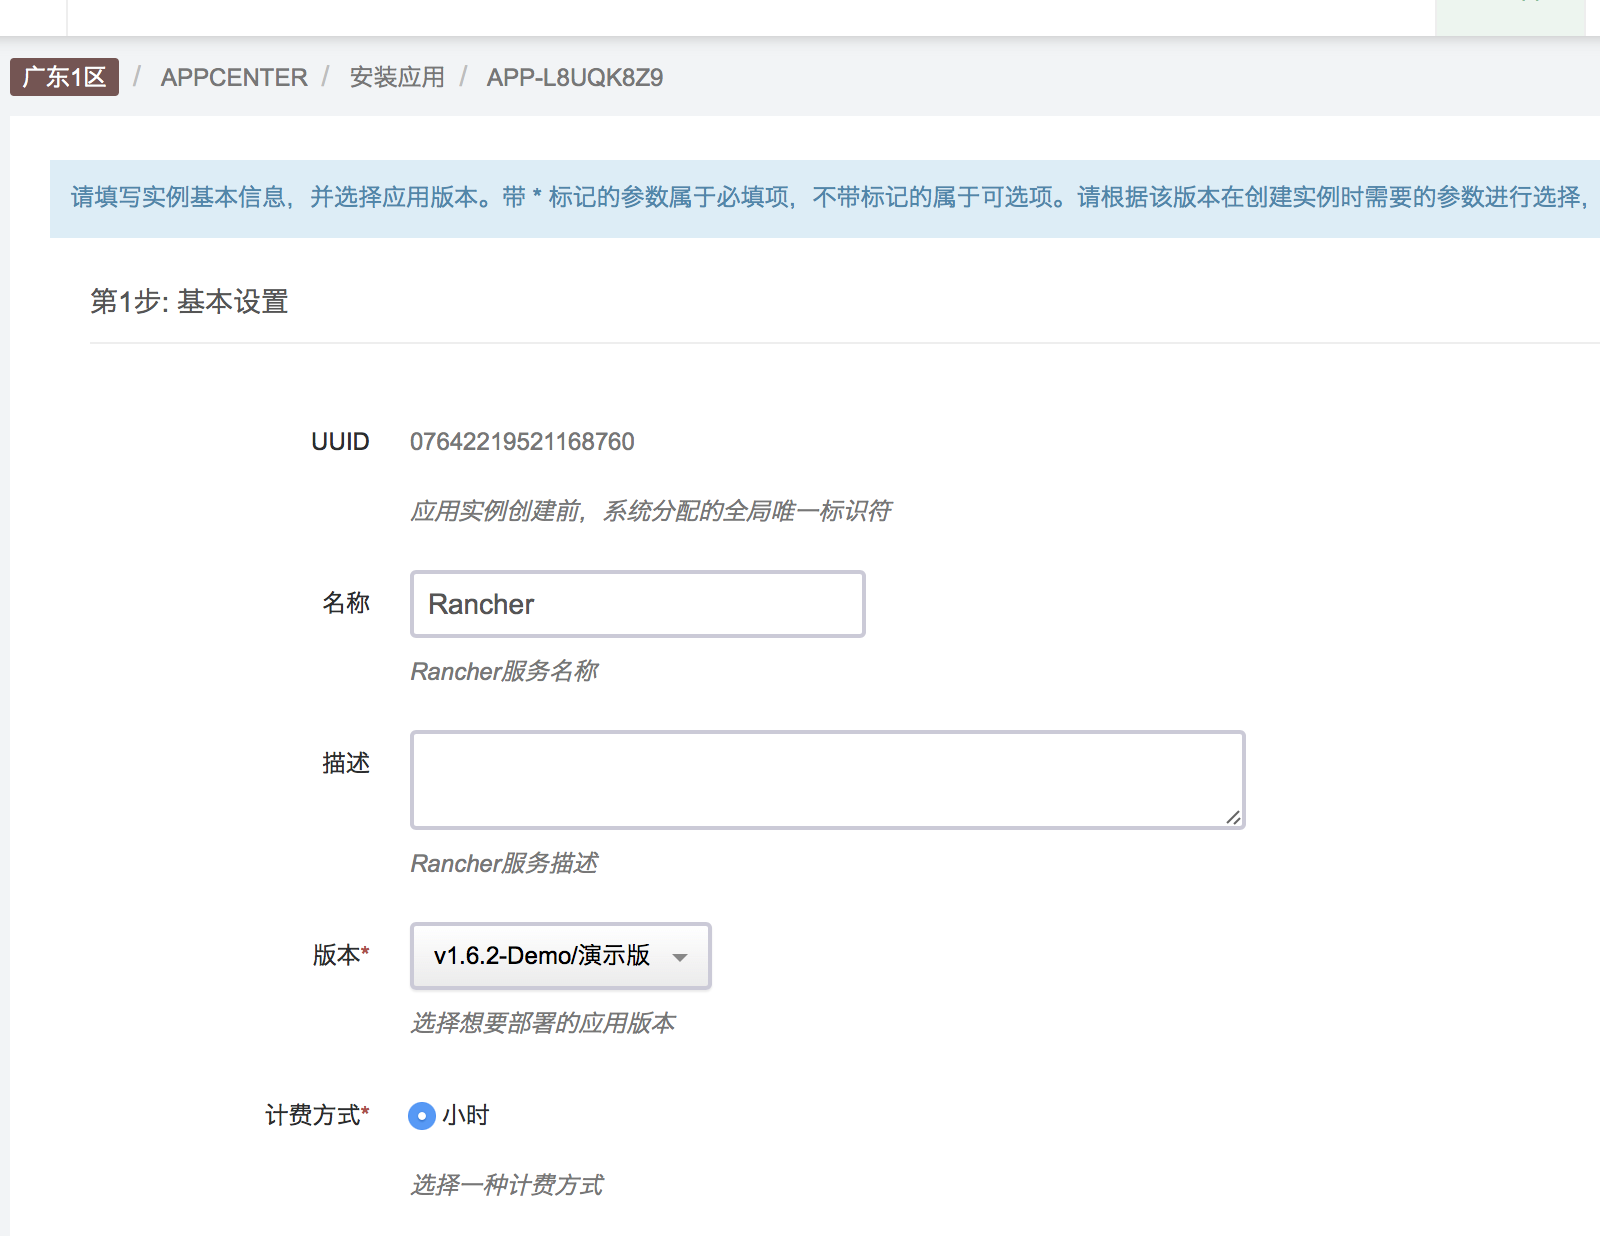 广东1区 / APPCENTER / 安装应用 / APP-L8UQK8Z9
请填写实例基本信息，并选择应用版本。带 * 标记的参数属于必填项，不带标记的属于可选项。请根据该版本在创建实例时需要的参数进行选择，
第1步: 基本设置
UUID 07642219521168760
应用实例创建前，系统分配的全局唯一标识符
名称 Rancher
Rancher服务名称
描述
Rancher服务描述
版本* v1.6.2-Demo/演示版
选择想要部署的应用版本
计费方式* 小时
选择一种计费方式